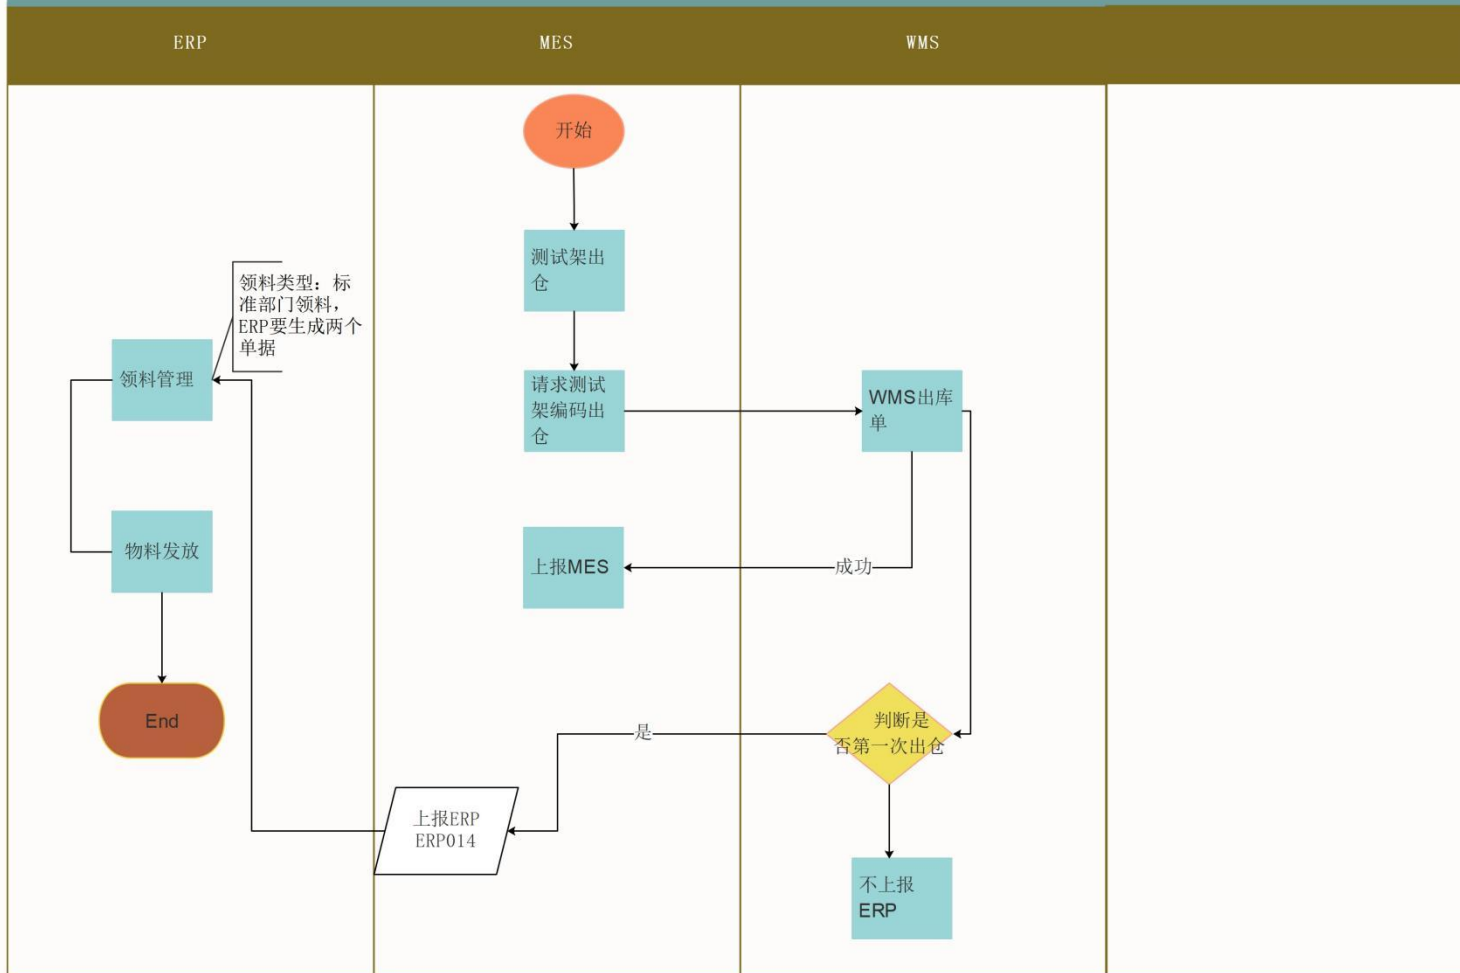 ERP
MES
WMS
开始
测试架出
仓
领料类型：标
准部门领料，
ERP要生成两个
单据
领料管理
请求测试
架编码出
仓
WMS出库
单
物料发放
上报MES
成功
End
是
判断是
否第一次出仓
上报ERP
ERP014
不上报
ERP